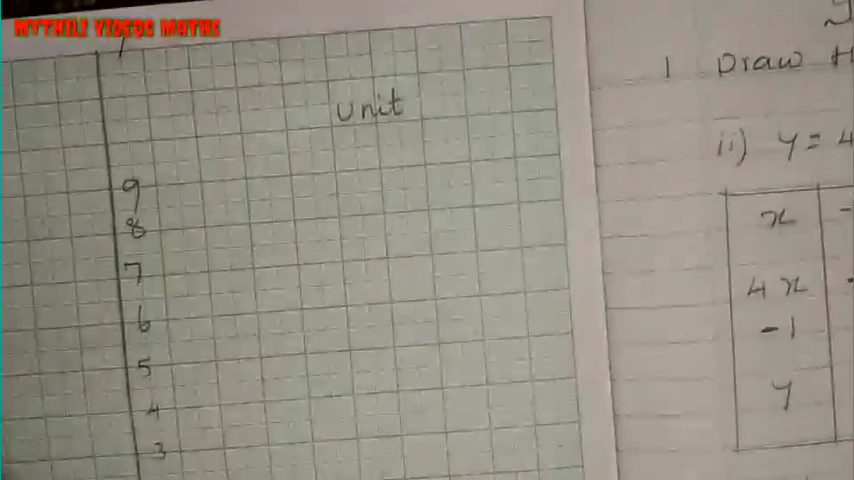 MYTHILI VIDEOS MATHS
unit
9
8
7
6
5
4
3
1 Draw
ii) y = 4
x -
4x -
-1
y